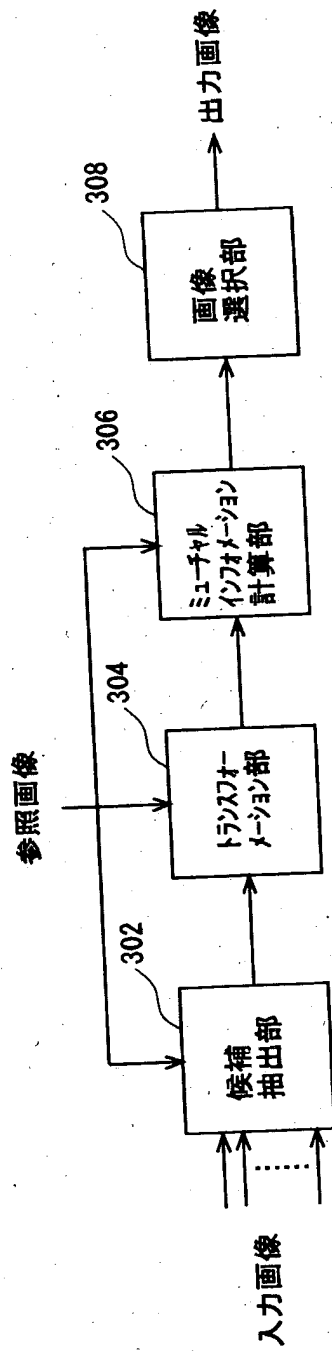 参照画像
302
304
306
308
入力画像
候補
抽出部
トランスフォー
メーション部
ミューチャル
インフォメーション
計算部
画像
選択部
出力画像